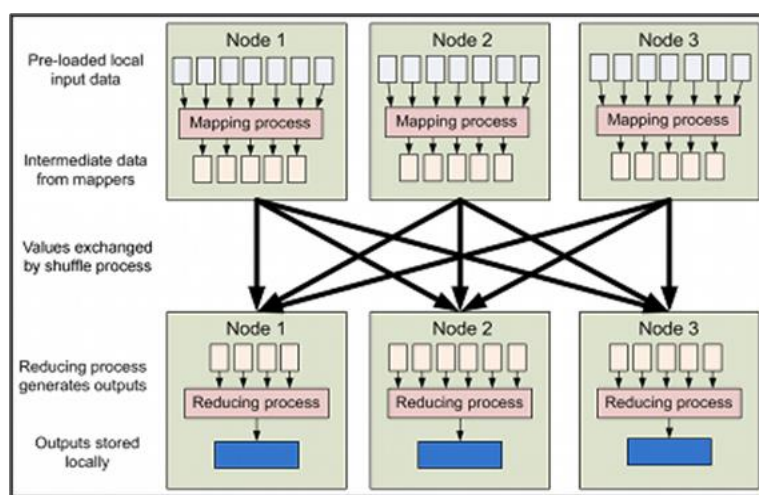 Node 1
Node 2
Node 3
Pre-loaded local
input data
Mapping process
Mapping process
Mapping process
Intermediate data
from mappers
Values exchanged
by shuffle process
Node 1
Node 2
Node 3
Reducing process
generates outputs
Reducing process
Reducing process
Reducing process
Outputs stored
locally